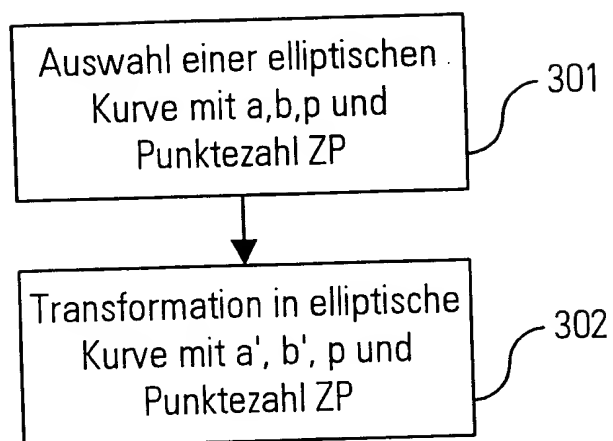 Auswahl einer elliptischen
Kurve mit a,b,p und
Punktezahl ZP
301
Transformation in elliptische
Kurve mit a', b', p und
Punktezahl ZP
302